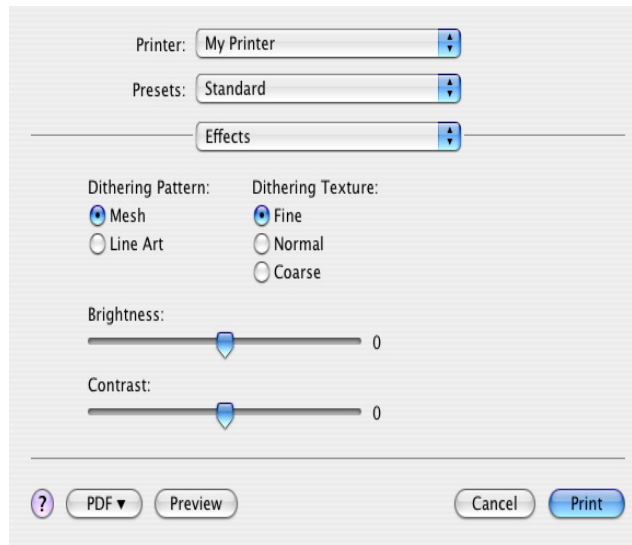 Printer: My Printer
Presets: Standard
Effects
Dithering Pattern: Dithering Texture:
Mesh Fine
Line Art Normal
Coarse
Brightness:
0
Contrast:
0
? PDF ▼ Preview Cancel Print